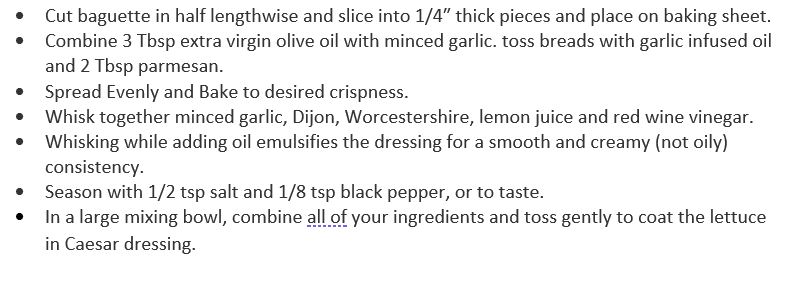 • Cut baguette in half lengthwise and slice into 1/4” thick pieces and place on baking sheet.
• Combine 3 Tbsp extra virgin olive oil with minced garlic. toss breads with garlic infused oil
and 2 Tbsp parmesan.
• Spread Evenly and Bake to desired crispness.
• Whisk together minced garlic, Dijon, Worcestershire, lemon juice and red wine vinegar.
• Whisking while adding oil emulsifies the dressing for a smooth and creamy (not oily)
consistency.
• Season with 1/2 tsp salt and 1/8 tsp black pepper, or to taste.
• In a large mixing bowl, combine all of your ingredients and toss gently to coat the lettuce
in Caesar dressing.